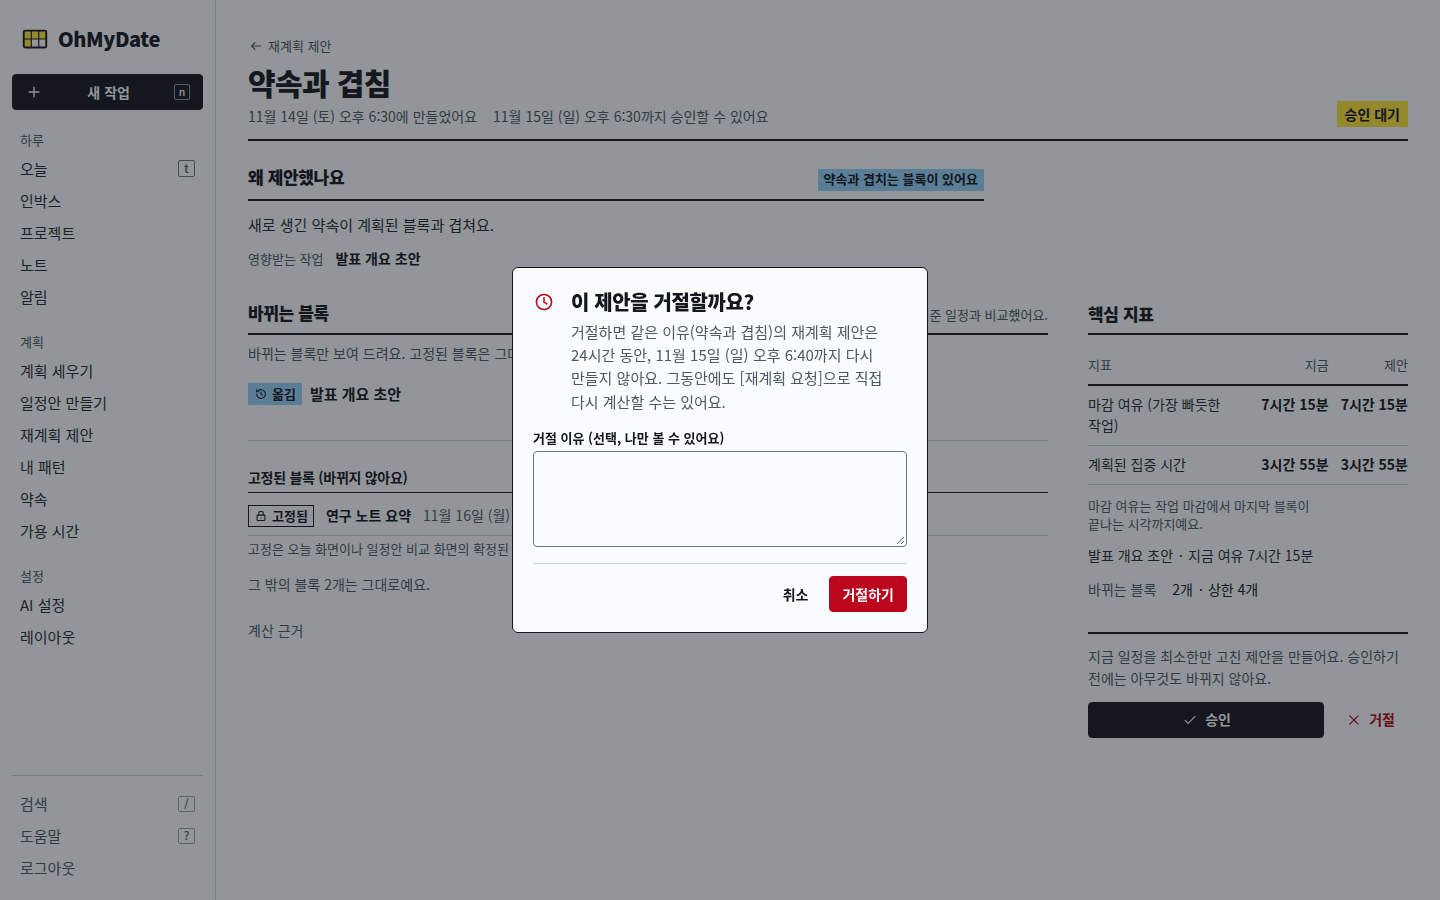 OhMyDate
새 작업 n
하루
오늘 t
인박스
프로젝트
노트
알림
계획
계획 세우기
일정안 만들기
재계획 제안
내 패턴
약속
가용 시간
설정
AI 설정
레이아웃
검색 /
도움말 ?
로그아웃
← 재계획 제안
약속과 겹침
11월 14일 (토) 오후 6:30에 만들었어요 11월 15일 (일) 오후 6:30까지 승인할 수 있어요
승인 대기
왜 제안했나요
약속과 겹치는 블록이 있어요
새로 생긴 약속이 계획된 블록과 겹쳐요.
영향받는 작업 발표 개요 초안
바뀌는 블록
준 일정과 비교했어요.
바뀌는 블록만 보여 드려요. 고정된 블록은
옮김 발표 개요 초안
고정된 블록 (바뀌지 않아요)
고정됨 연구 노트 요약 11월 16일 (월)
고정은 오늘 화면이나 일정안 비교 화면의 확정된
그 밖의 블록 2개는 그대로예요.
계산 근거
이 제안을 거절할까요?
거절하면 같은 이유(약속과 겹침)의 재계획 제안은
24시간 동안, 11월 15일 (일) 오후 6:40까지 다시
만들지 않아요. 그동안에도 [재계획 요청]으로 직접
다시 계산할 수는 있어요.
거절 이유 (선택, 나만 볼 수 있어요)
취소
거절하기
핵심 지표
지표 지금 제안
마감 여유 (가장 빠듯한
작업) 7시간 15분 7시간 15분
계획된 집중 시간 3시간 55분 3시간 55분
마감 여유는 작업 마감에서 마지막 블록이
끝나는 시각까지예요.
발표 개요 초안 · 지금 여유 7시간 15분
바뀌는 블록 2개 · 상한 4개
지금 일정을 최소한만 고친 제안을 만들어요. 승인하기
전에는 아무것도 바뀌지 않아요.
승인
거절